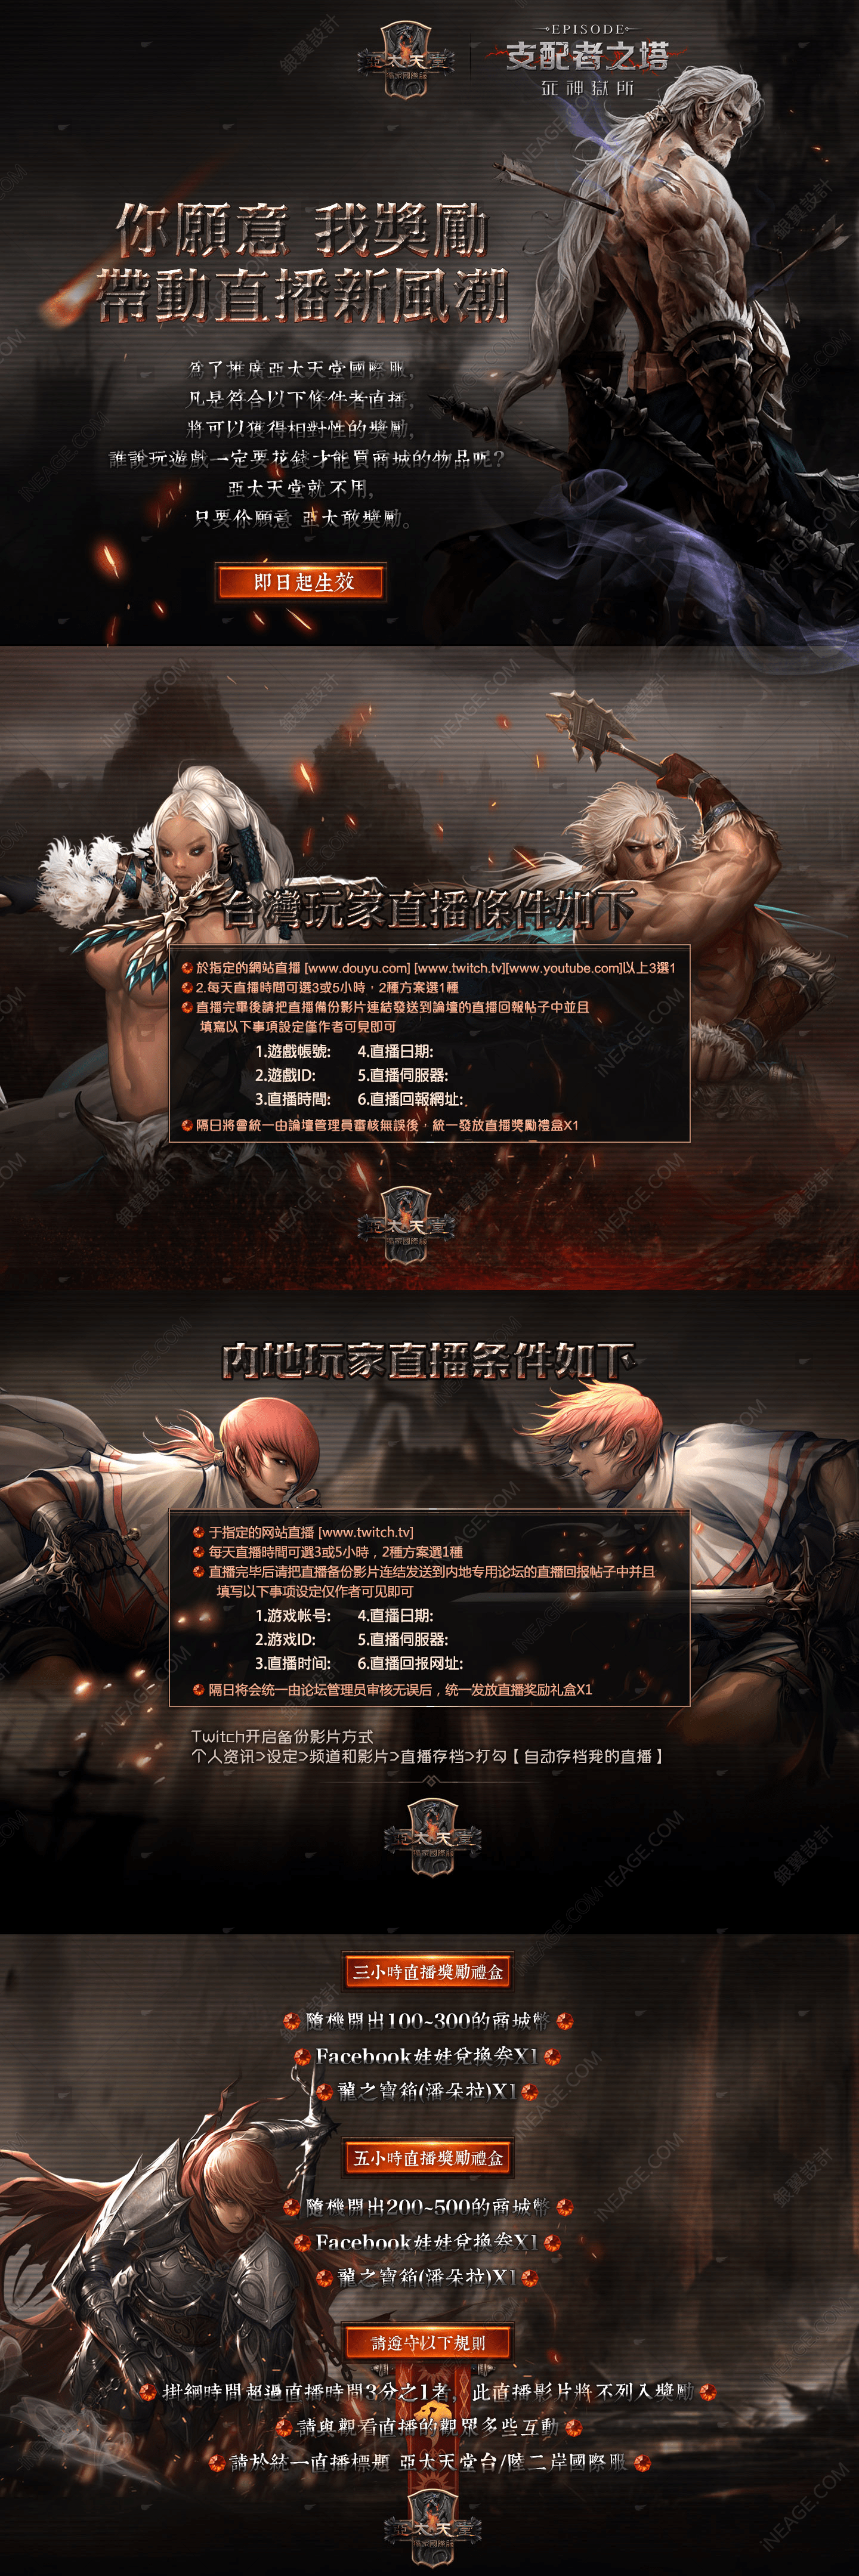 亞太天堂
EPISODE
支配者之塔
死神獄所
你願意 我獎勵
帶動直播新風潮
為了推廣亞太天堂國際服,
凡是符合以下條件者直播,
將可以獲得相對性的獎勵,
誰說玩遊戲一定要花錢才能買商城的物品呢?
亞太天堂就不用,
只要你願意 亞太敢獎勵。
即日起生效
台灣玩家直播條件如下
於指定的網站直播 [www.douyu.com] [www.twitch.tv][www.youtube.com]以上3選1
2.每天直播時間可選3或5小時，2種方案選1種
直播完畢後請把直播備份影片連結發送到論壇的直播回報帖子中並且
填寫以下事項設定僅作者可見即可
1.遊戲帳號: 4.直播日期:
2.遊戲ID: 5.直播伺服器:
3.直播時間: 6.直播回報網址:
隔日將會統一由論壇管理員審核無誤後，統一發放直播獎勵禮盒X1
亞太天堂
内地玩家直播条件如下
于指定的网站直播 [www.twitch.tv]
每天直播時間可選3或5小時，2種方案選1種
直播完毕后请把直播备份影片连结发送到内地专用论坛的直播回报帖子中并且
填写以下事项设定仅作者可见即可
1.游戏帐号: 4.直播日期:
2.游戏ID: 5.直播伺服器:
3.直播时间: 6.直播回报网址:
隔日将会统一由论坛管理员审核无误后，统一发放直播奖励礼盒X1
Twitch开启备份影片方式
个人资讯>设定>频道和影片>直播存档>打勾【自动存档我的直播】
亞太天堂
三小時直播獎勵禮盒
隨機開出100~300的商城幣
Facebook娃娃兌換券X1
龍之寶箱(潘朵拉)X1
五小時直播獎勵禮盒
隨機開出200~500的商城幣
Facebook娃娃兌換券X1
龍之寶箱(潘朵拉)X1
請遵守以下規則
掛網時間超過直播時間3分之1者, 此直播影片將不列入獎勵
請與觀看直播的觀眾多些互動
請於統一直播標題 亞太天堂台/陸二岸國際服
亞太天堂
銀翼設計
INEAGE.COM